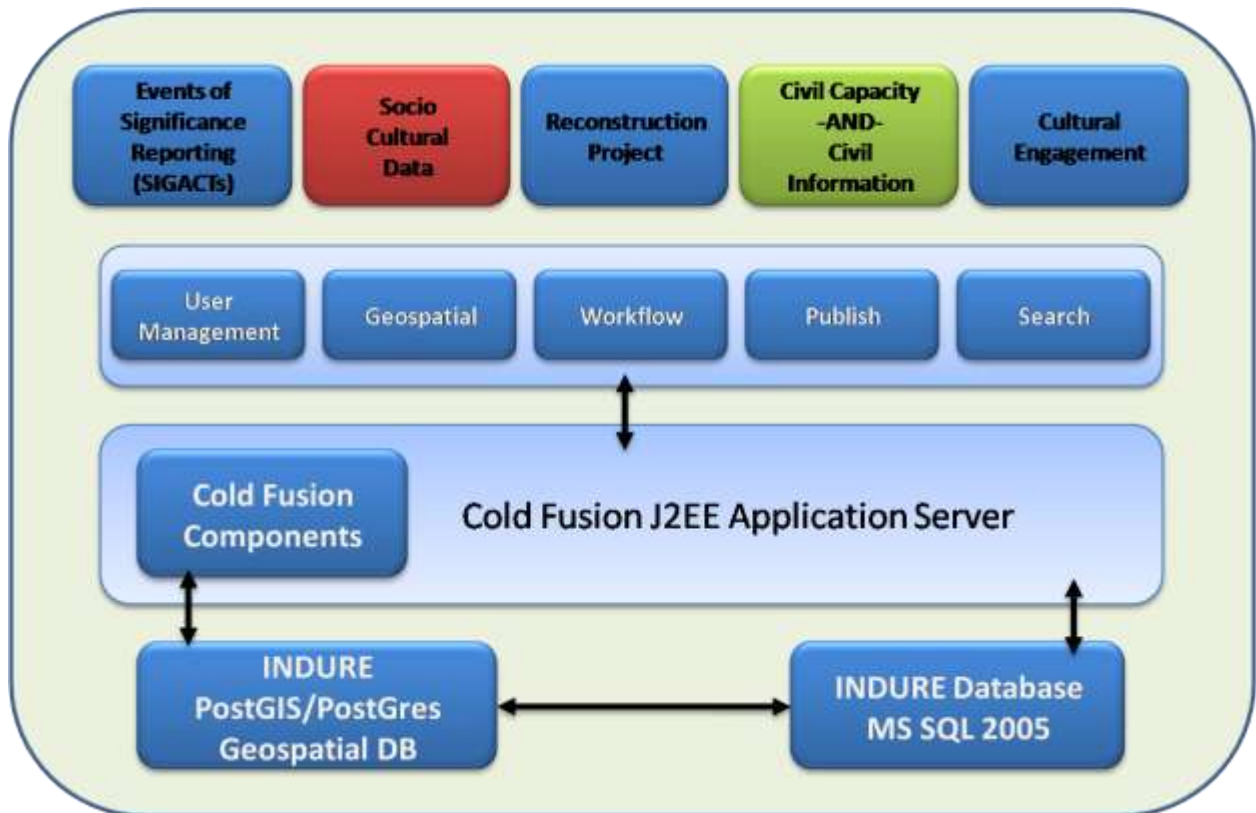 Events of
Significance
Reporting
(SIGACTs)
Socio
Cultural
Data
Reconstruction
Project
Civil Capacity
-AND-
Civil
Information
Cultural
Engagement
User
Management
Geospatial
Workflow
Publish
Search
Cold Fusion
Components
Cold Fusion J2EE Application Server
INDURE
PostGIS/PostGres
Geospatial DB
INDURE Database
MS SQL 2005